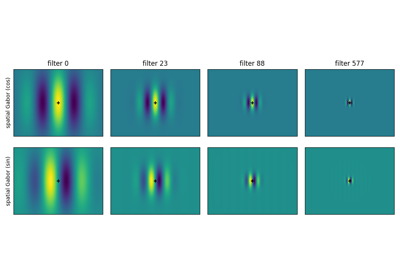 filter 0
filter 23
filter 88
filter 577
spatial Gabor (cos)
spatial Gabor (sin)